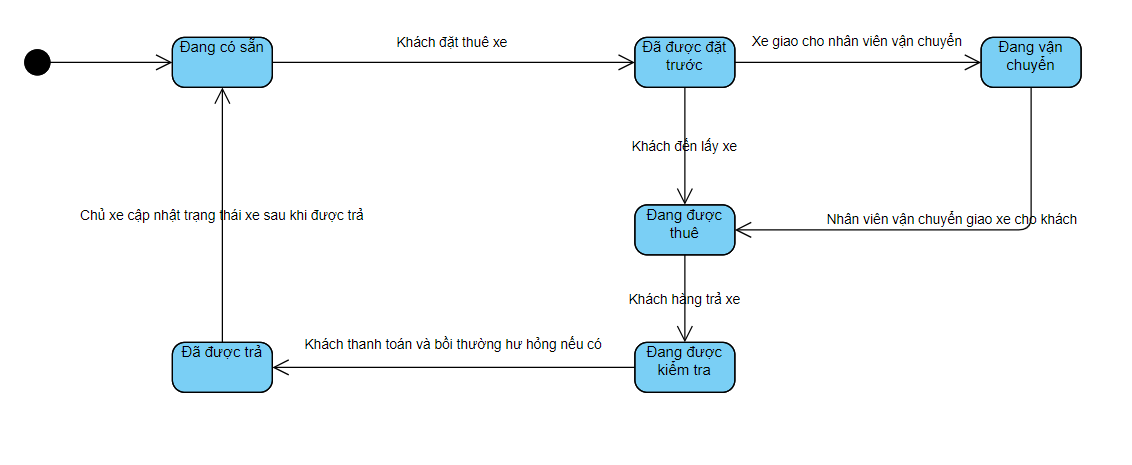 Đang có sẵn
Khách đặt thuê xe
Đã được đặt
trước
Xe giao cho nhân viên vận chuyển
Đang vận
chuyển
Khách đến lấy xe
Chủ xe cập nhật trạng thái xe sau khi được trả
Đang được
thuê
Nhân viên vận chuyển giao xe cho khách
Khách hàng trả xe
Đã được trả
Khách thanh toán và bồi thường hư hỏng nếu có
Đang được
kiểm tra